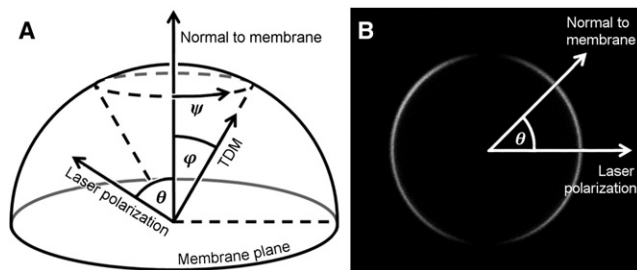 A
Normal to membrane
ψ
φ
TDM
Laser polarization
θ
Membrane plane
B
Normal to
membrane
θ
Laser
polarization